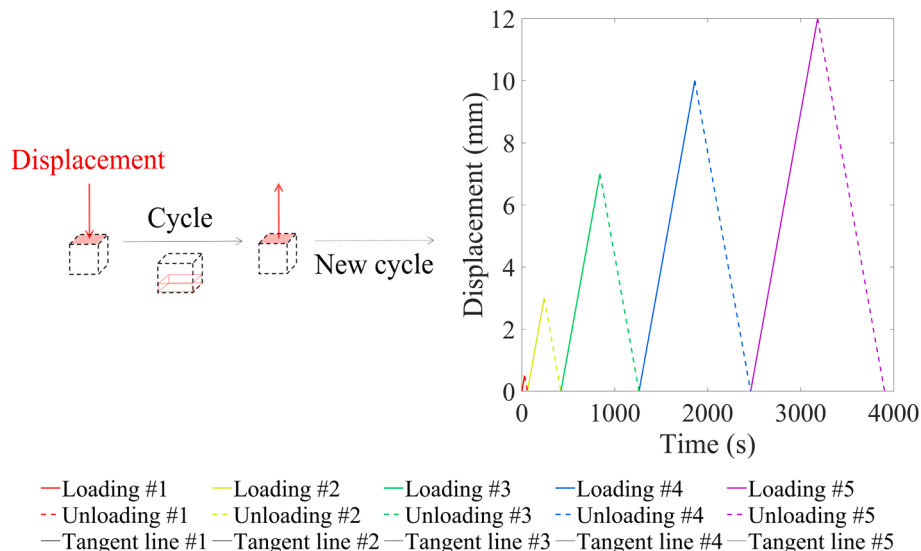 Displacement
Cycle
New cycle
Displacement (mm)
12
10
8
6
4
2
0
0 1000 2000 3000 4000
Time (s)
Loading #1 Loading #2 Loading #3 Loading #4 Loading #5
Unloading #1 Unloading #2 Unloading #3 Unloading #4 Unloading #5
Tangent line #1 Tangent line #2 Tangent line #3 Tangent line #4 Tangent line #5